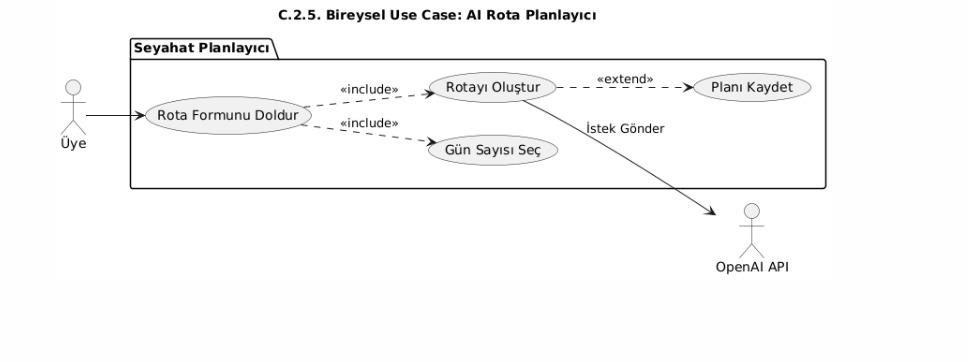 C.2.5. Bireysel Use Case: AI Rota Planlayıcı
Seyahat Planlayıcı
Üye
Rota Formunu Doldur
«include»
«include»
Rotayı Oluştur
Gün Sayısı Seç
«extend»
Planı Kaydet
İstek Gönder
OpenAI API